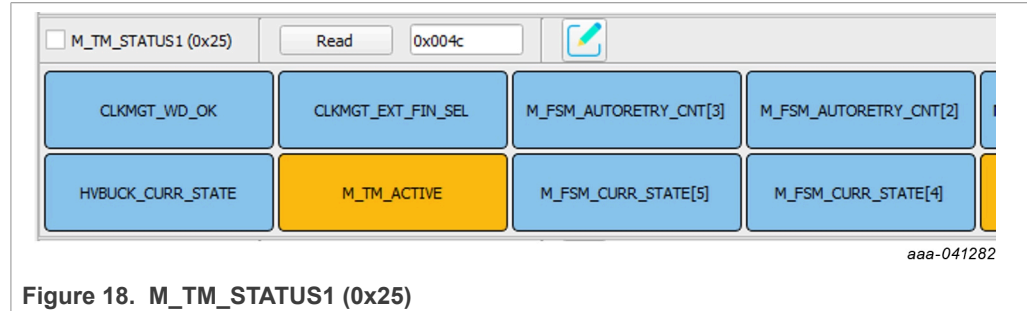 M_TM_STATUS1 (0x25) Read 0x004c
CLKMGT_WD_OK CLKMGT_EXT_FIN_SEL M_FSM_AUTORETRY_CNT[3] M_FSM_AUTORETRY_CNT[2]
HVBUCK_CURR_STATE M_TM_ACTIVE M_FSM_CURR_STATE[5] M_FSM_CURR_STATE[4]
aaa-041282
Figure 18. M_TM_STATUS1 (0x25)